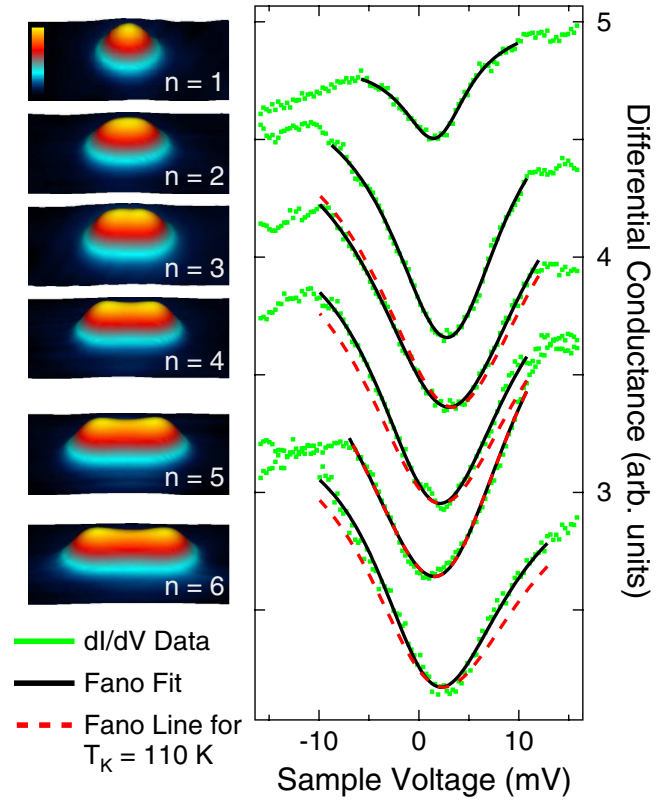 n = 1
n = 2
n = 3
n = 4
n = 5
n = 6
dI/dV Data
Fano Fit
Fano Line for
T_K = 110 K
5
4
3
Differential Conductance (arb. units)
-10 0 10
Sample Voltage (mV)